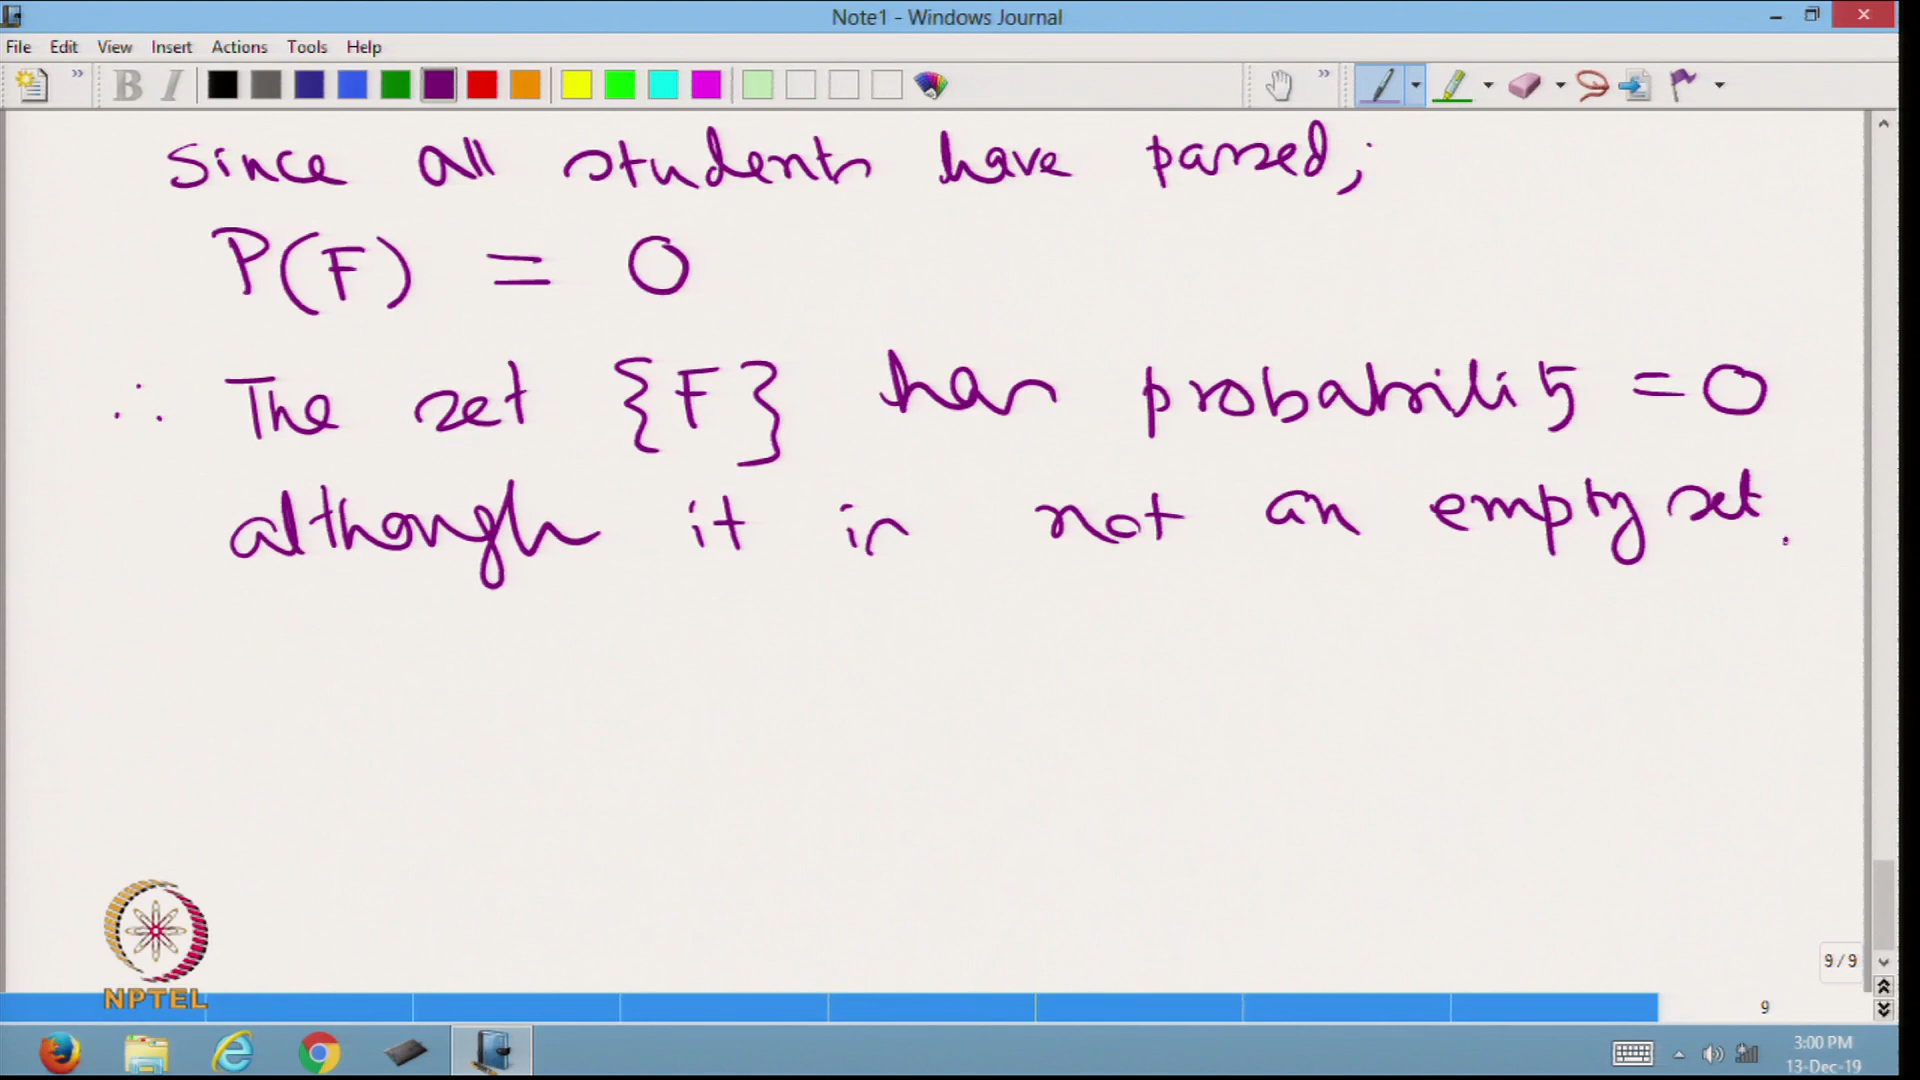 Note1 - Windows Journal
File Edit View Insert Actions Tools Help
B I
Since all students have passed;
P(F) = 0
∴ The set {F} has probability = 0
although it is not an empty set.
9 / 9
NPTEL
9
3:00 PM
13-Dec-19